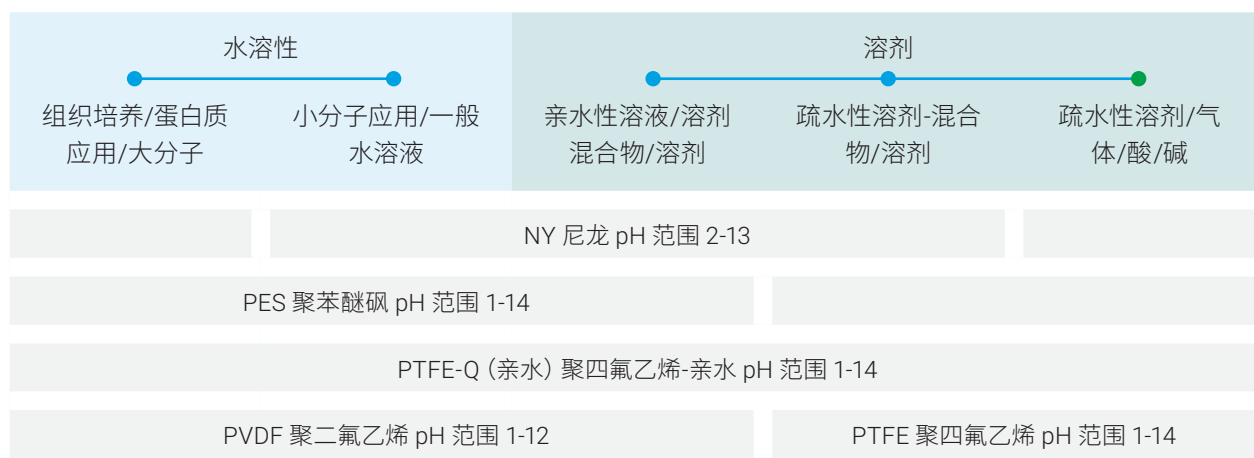 水溶性
溶剂
组织培养/蛋白质
应用/大分子
小分子应用/一般
水溶液
亲水性溶液/溶剂
混合物/溶剂
疏水性溶剂-混合
物/溶剂
疏水性溶剂/气
体/酸/碱
NY 尼龙 pH 范围 2-13
PES 聚苯醚砜 pH 范围 1-14
PTFE-Q（亲水）聚四氟乙烯-亲水 pH 范围 1-14
PVDF 聚二氟乙烯 pH 范围 1-12
PTFE 聚四氟乙烯 pH 范围 1-14